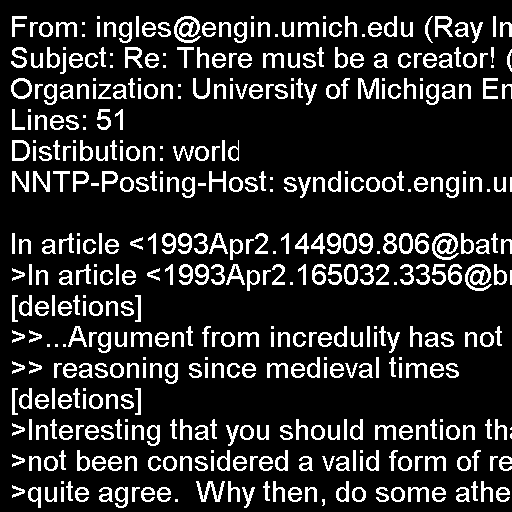 From: ingles@engin.umich.edu (Ray In
Subject: Re: There must be a creator! (
Organization: University of Michigan En
Lines: 51
Distribution: world
NNTP-Posting-Host: syndicoot.engin.u

In article <1993Apr2.144909.806@bat
>In article <1993Apr2.165032.3356@b
[deletions]
>>...Argument from incredulity has not
>> reasoning since medieval times
[deletions]
>Interesting that you should mention tha
>not been considered a valid form of re
>quite agree.  Why then, do some athe